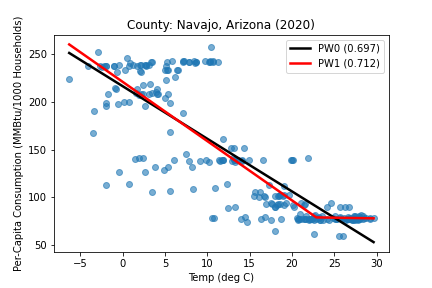 County: Navajo, Arizona (2020)
Per-Capita Consumption (MMBtu/1000 Households)
250
200
150
100
50
PW0 (0.697)
PW1 (0.712)
−5 0 5 10 15 20 25 30
Temp (deg C)